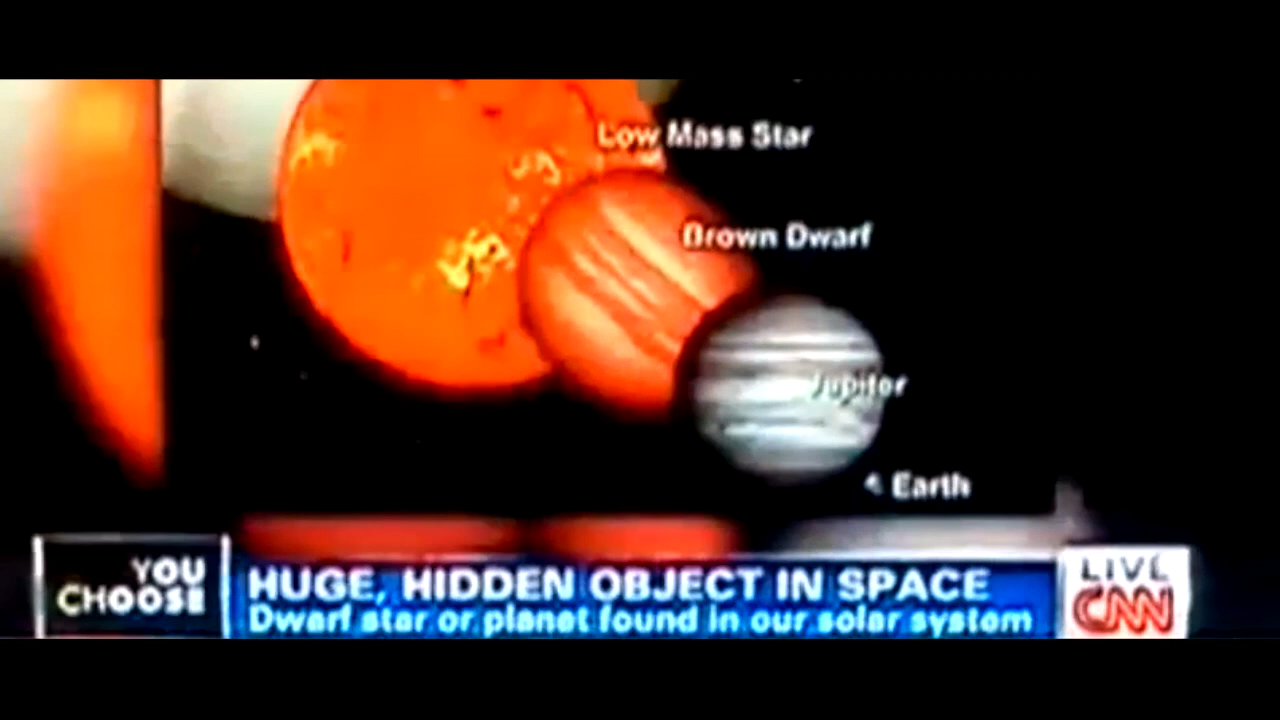 Low Mass Star
Brown Dwarf
Jupiter
Earth
YOU
CHOOSE
HUGE, HIDDEN OBJECT IN SPACE
Dwarf star or planet found in our solar system
LIVE
CNN